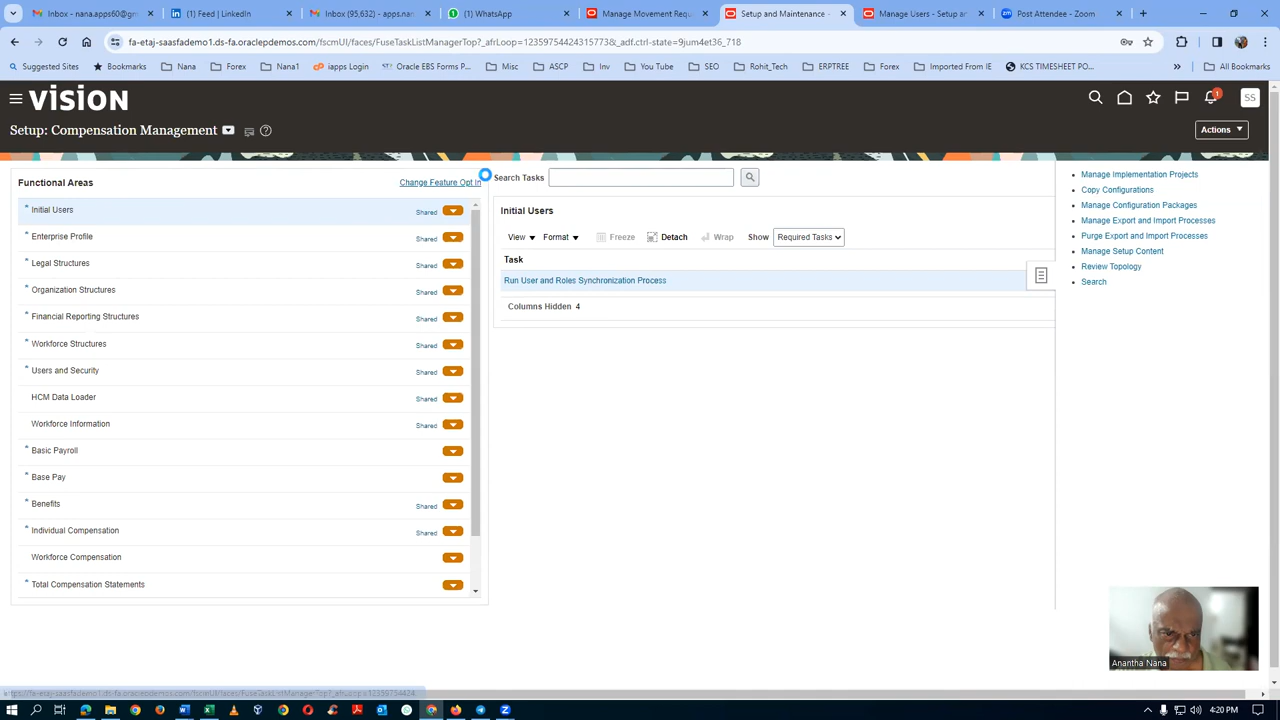 Inbox (95,632) - apps60@gm
(1) Feed | LinkedIn
Inbox (95,632) - apps.nan
(1) WhatsApp
Manage Movement Req
Setup and Maintenance -
Manage Users - Setup an
Post Attendee - Zoom
fa-etaj-saasfademo1.ds-fa.oraclepdemos.com/fscmUI/faces/FuseTaskListManagerTop?_afrLoop=12359754424315773&_adf.ctrl-state=9jum4et36_718
Suggested Sites
Bookmarks
Nana
Forex
Nana1
iapps Login
Oracle EBS Forms P...
Misc
ASCP
Inv
You Tube
SEO
Rohit_Tech
ERPTREE
Forex
Imported From IE
KCS TIMESHEET PO...
All Bookmarks
VISION
1
SS
Setup: Compensation Management
Actions
Functional Areas
Change Feature Opt In
Search Tasks
Initial Users
Shared
Enterprise Profile
Shared
Legal Structures
Shared
Organization Structures
Shared
Financial Reporting Structures
Shared
Workforce Structures
Shared
Users and Security
Shared
HCM Data Loader
Shared
Workforce Information
Shared
Basic Payroll
Base Pay
Benefits
Shared
Individual Compensation
Shared
Workforce Compensation
Total Compensation Statements
Initial Users
View
Format
Freeze
Detach
Wrap
Show
Required Tasks
Task
Run User and Roles Synchronization Process
Columns Hidden 4
Manage Implementation Projects
Copy Configurations
Manage Configuration Packages
Manage Export and Import Processes
Purge Export and Import Processes
Manage Setup Content
Review Topology
Search
Anantha Nana
4:20 PM